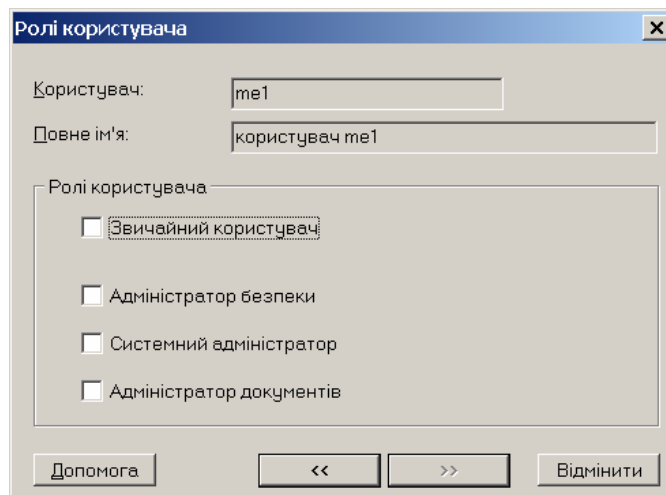 Ролі користувача
Користувач: me1
Повне ім'я: користувач me1
Ролі користувача
Звичайний користувач
Адміністратор безпеки
Системний адміністратор
Адміністратор документів
Допомога << >> Відмінити